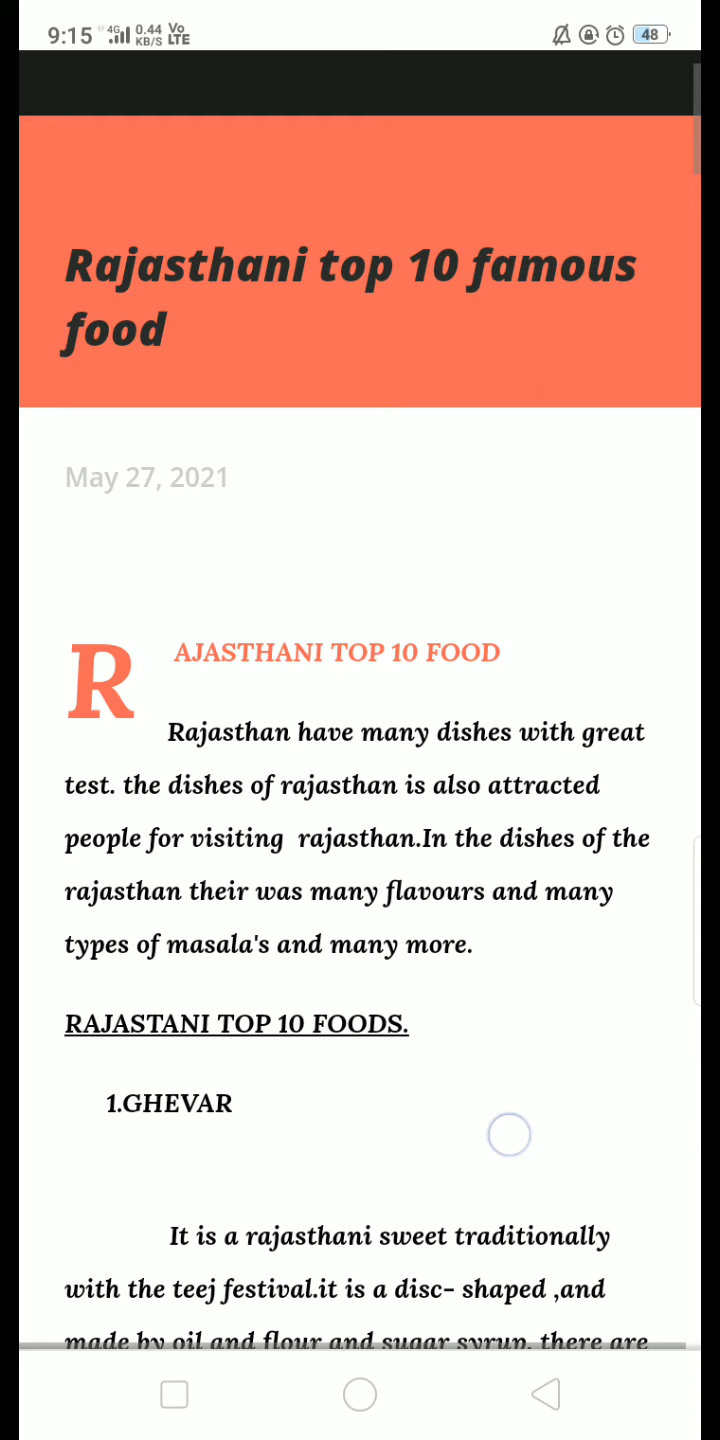 9:15 4G 0.44 KB/S Vo LTE 48
Rajasthani top 10 famous
food
May 27, 2021
RAJASTHANI TOP 10 FOOD
Rajasthan have many dishes with great
test. the dishes of rajasthan is also attracted
people for visiting  rajasthan.In the dishes of the
rajasthan their was many flavours and many
types of masala's and many more.
RAJASTANI TOP 10 FOODS.
1.GHEVAR
It is a rajasthani sweet traditionally
with the teej festival.it is a disc- shaped ,and
made by oil and flour and sugar syrup. there are